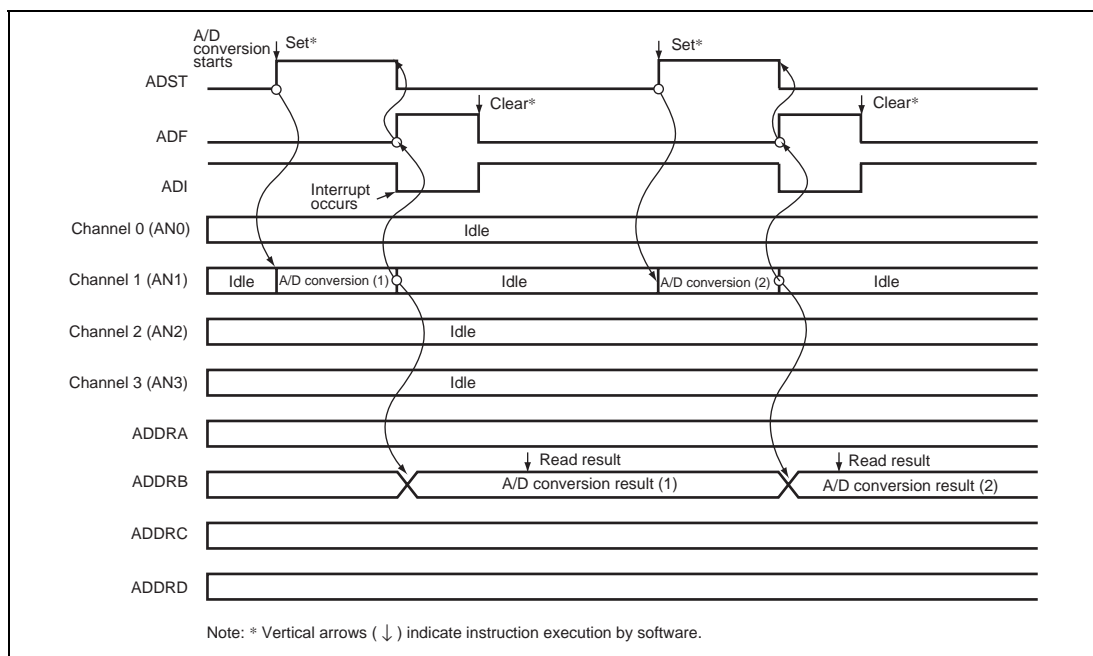 A/D
conversion
starts
Set*
Set*
ADST
Clear*
Clear*
ADF
ADI
Interrupt
occurs
Channel 0 (AN0)
Idle
Channel 1 (AN1)
Idle
A/D conversion (1)
Idle
A/D conversion (2)
Idle
Channel 2 (AN2)
Idle
Channel 3 (AN3)
Idle
ADDRA
Read result
Read result
ADDRB
A/D conversion result (1)
A/D conversion result (2)
ADDRC
ADDRD
Note: * Vertical arrows ( ↓ ) indicate instruction execution by software.